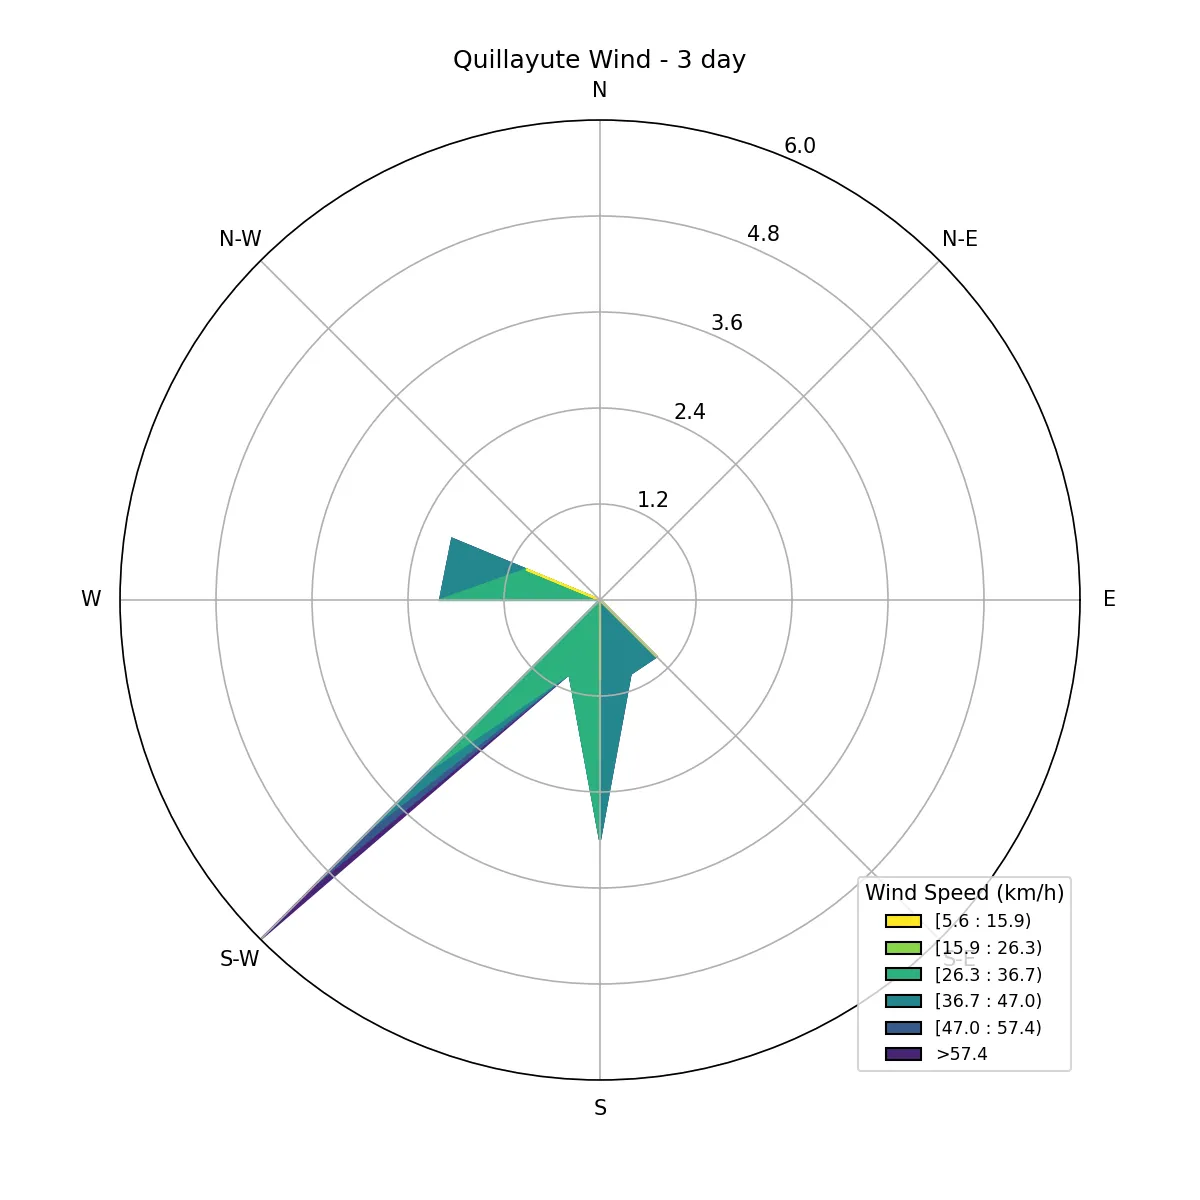 Quillayute Wind - 3 day
N
6.0
N-W
N-E
4.8
3.6
2.4
1.2
W
E
S-W
S-E
S
Wind Speed (km/h)
[5.6 : 15.9)
[15.9 : 26.3)
[26.3 : 36.7)
[36.7 : 47.0)
[47.0 : 57.4)
>57.4